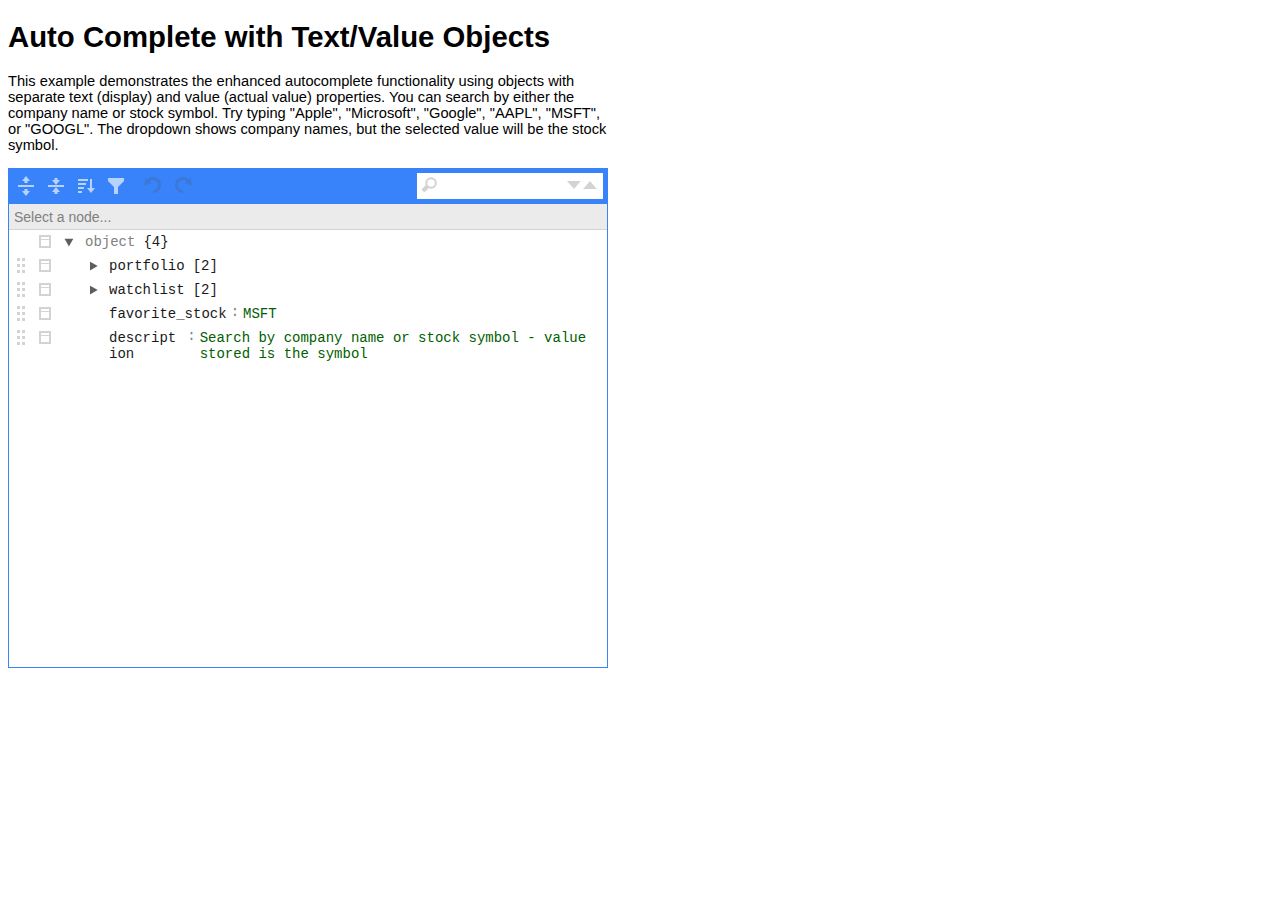 Auto Complete with Text/Value Objects
This example demonstrates the enhanced autocomplete functionality using objects with
separate text (display) and value (actual value) properties. You can search by either the
company name or stock symbol. Try typing "Apple", "Microsoft", "Google", "AAPL", "MSFT",
or "GOOGL". The dropdown shows company names, but the selected value will be the stock
symbol.
Select a node...
object {4}
portfolio [2]
watchlist [2]
favorite_stock : MSFT
descript : Search by company name or stock symbol - value
ion stored is the symbol